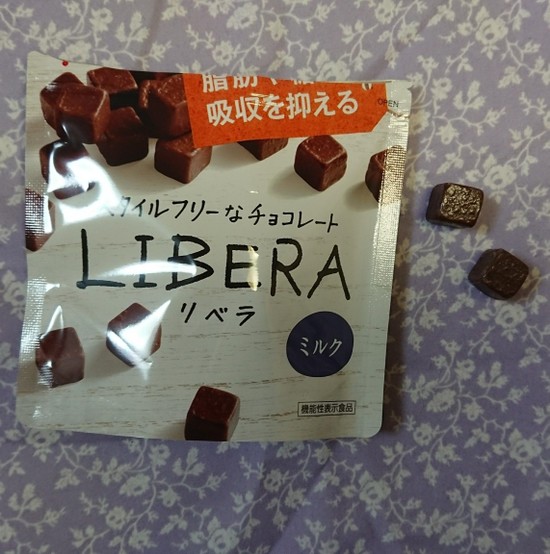 吸収を抑える
OPEN
イルフリーなチョコレート
LIBERA
リベラ
ミルク
機能性表示食品